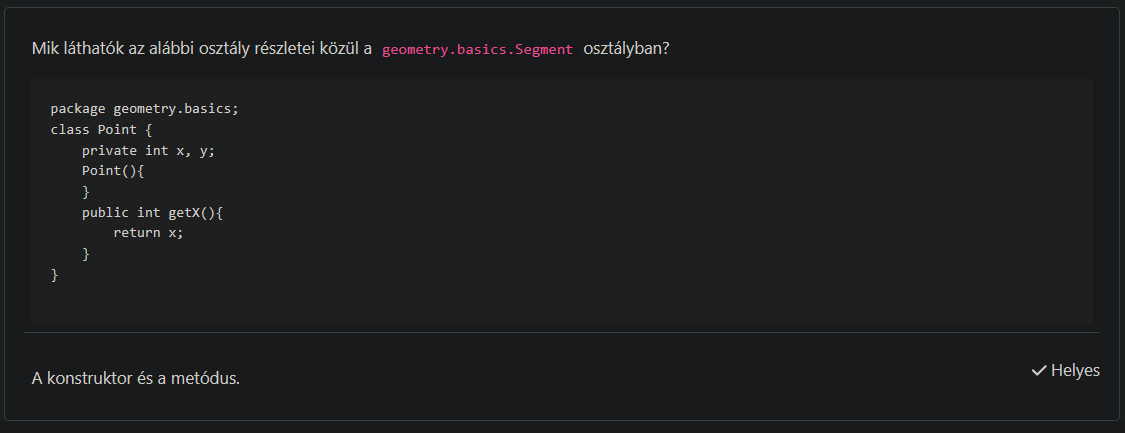 Mik láthatók az alábbi osztály részletei közül a geometry.basics.Segment osztályban?
package geometry.basics;
class Point {
    private int x, y;
    Point(){
    }
    public int getX(){
        return x;
    }
}
A konstruktor és a metódus.
Helyes